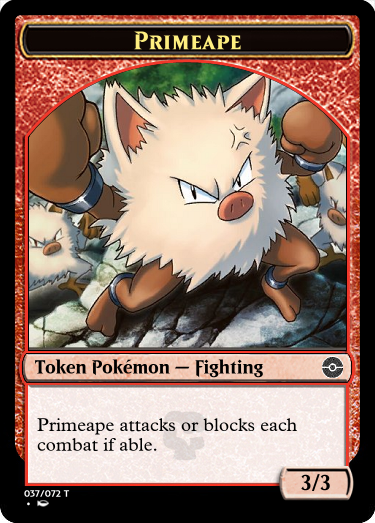 Primeape
Token Pokémon — Fighting
Primeape attacks or blocks each
combat if able.
3/3
037/072 T